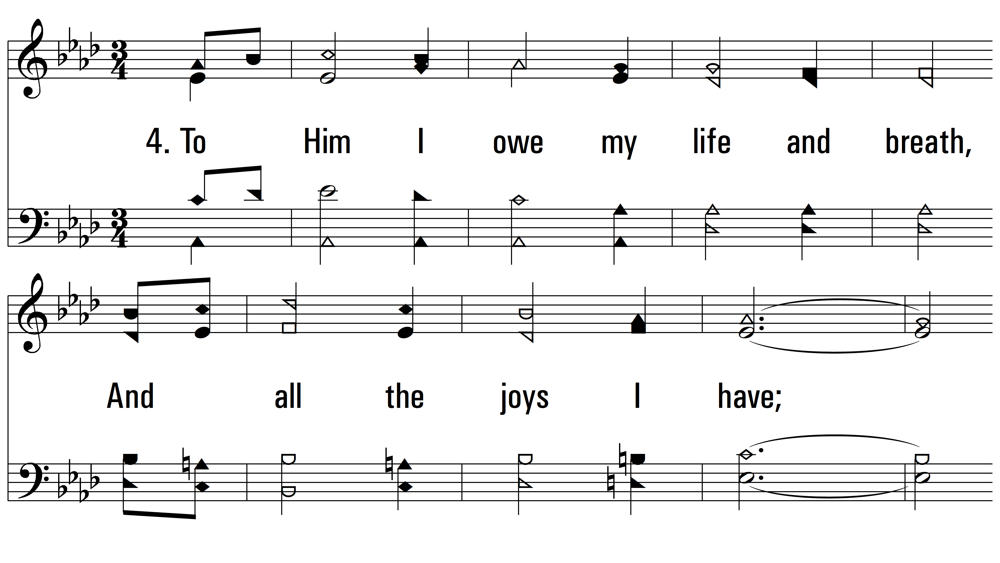 4. To Him I owe my life and breath,
And all the joys I have;